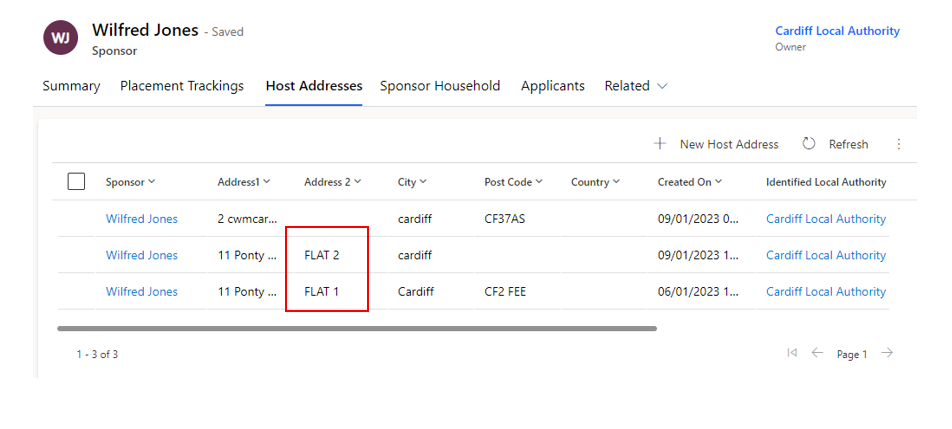 WJ
Wilfred Jones - Saved
Sponsor
Cardiff Local Authority
Owner
Summary Placement Trackings Host Addresses Sponsor Household Applicants Related
New Host Address Refresh
Sponsor Address1 Address 2 City Post Code Country Created On Identified Local Authority
Wilfred Jones 2 cwmcar... cardiff CF37AS 09/01/2023 0... Cardiff Local Authority
Wilfred Jones 11 Ponty ... FLAT 2 cardiff 09/01/2023 1... Cardiff Local Authority
Wilfred Jones 11 Ponty ... FLAT 1 Cardiff CF2 FEE 06/01/2023 1... Cardiff Local Authority
1 - 3 of 3 Page 1